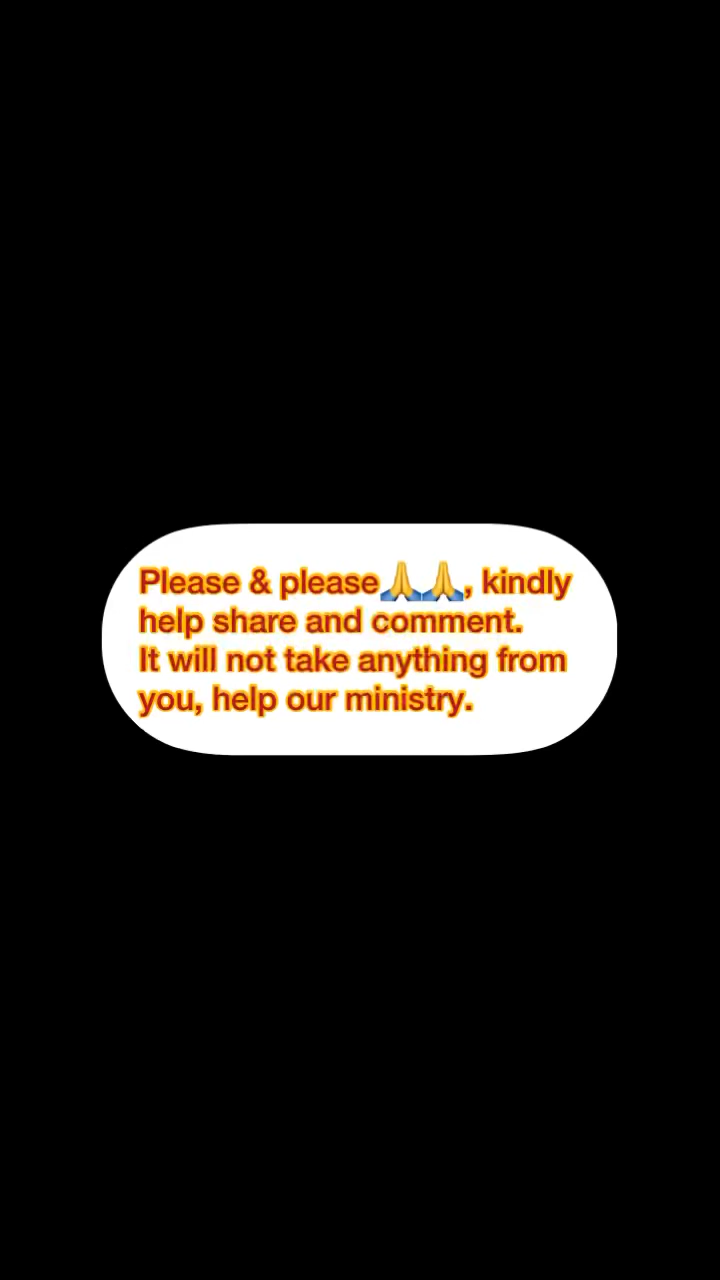 Please & please🙏🙏, kindly
help share and comment.
It will not take anything from
you, help our ministry.